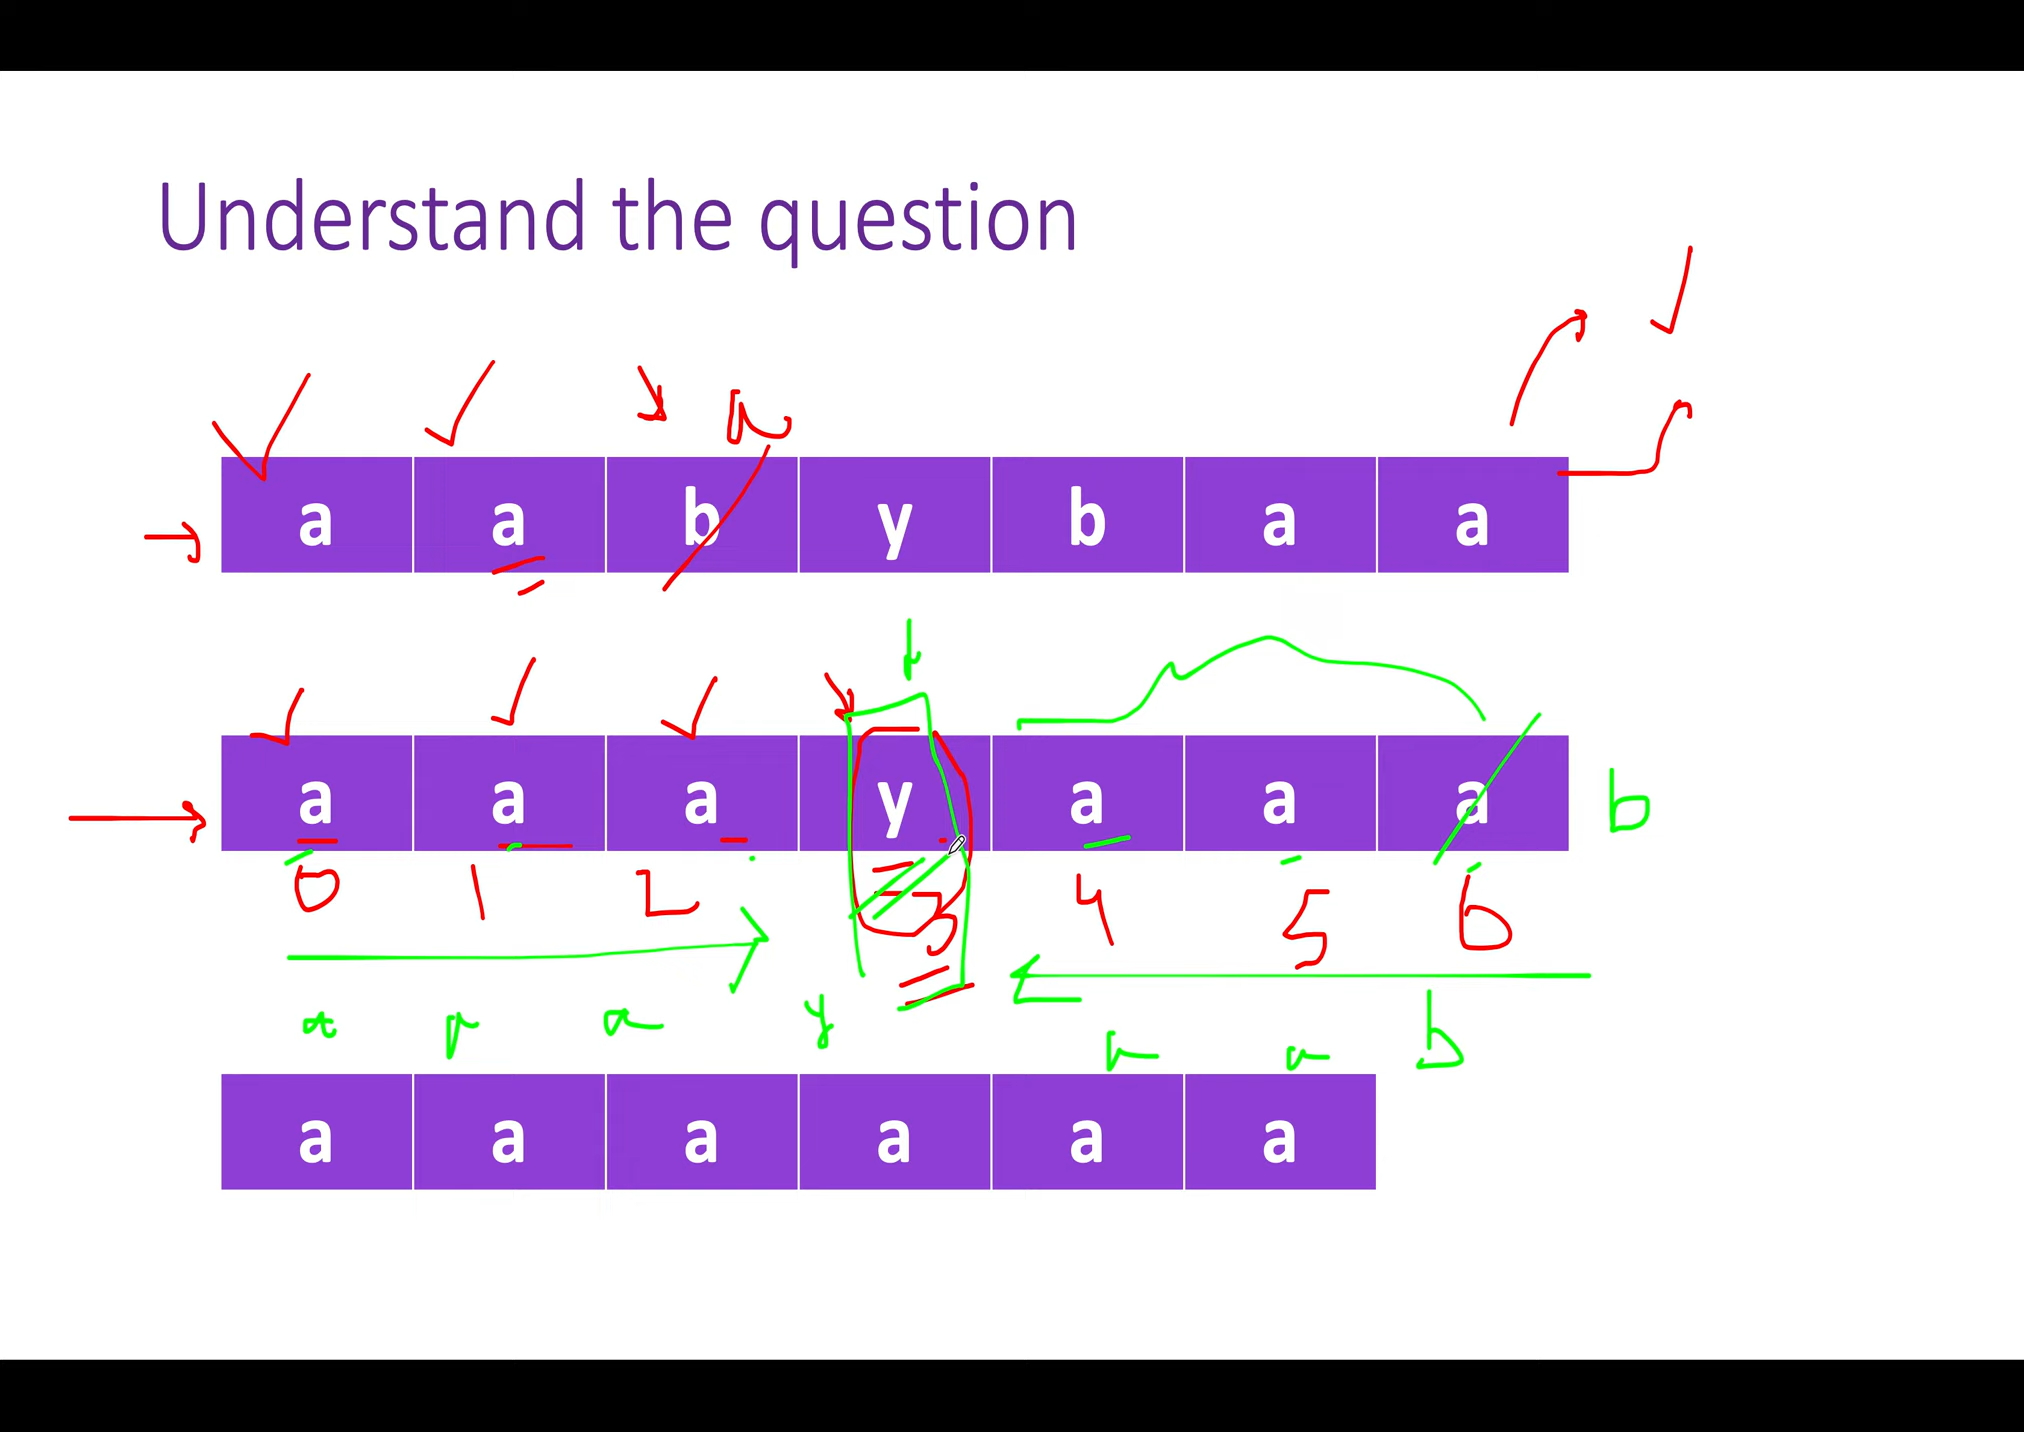 Understand the question
a
a a b y b a a
a a a y a a a b
0 1 2 3 4 5 6
a a a y a a b
a a a a a a